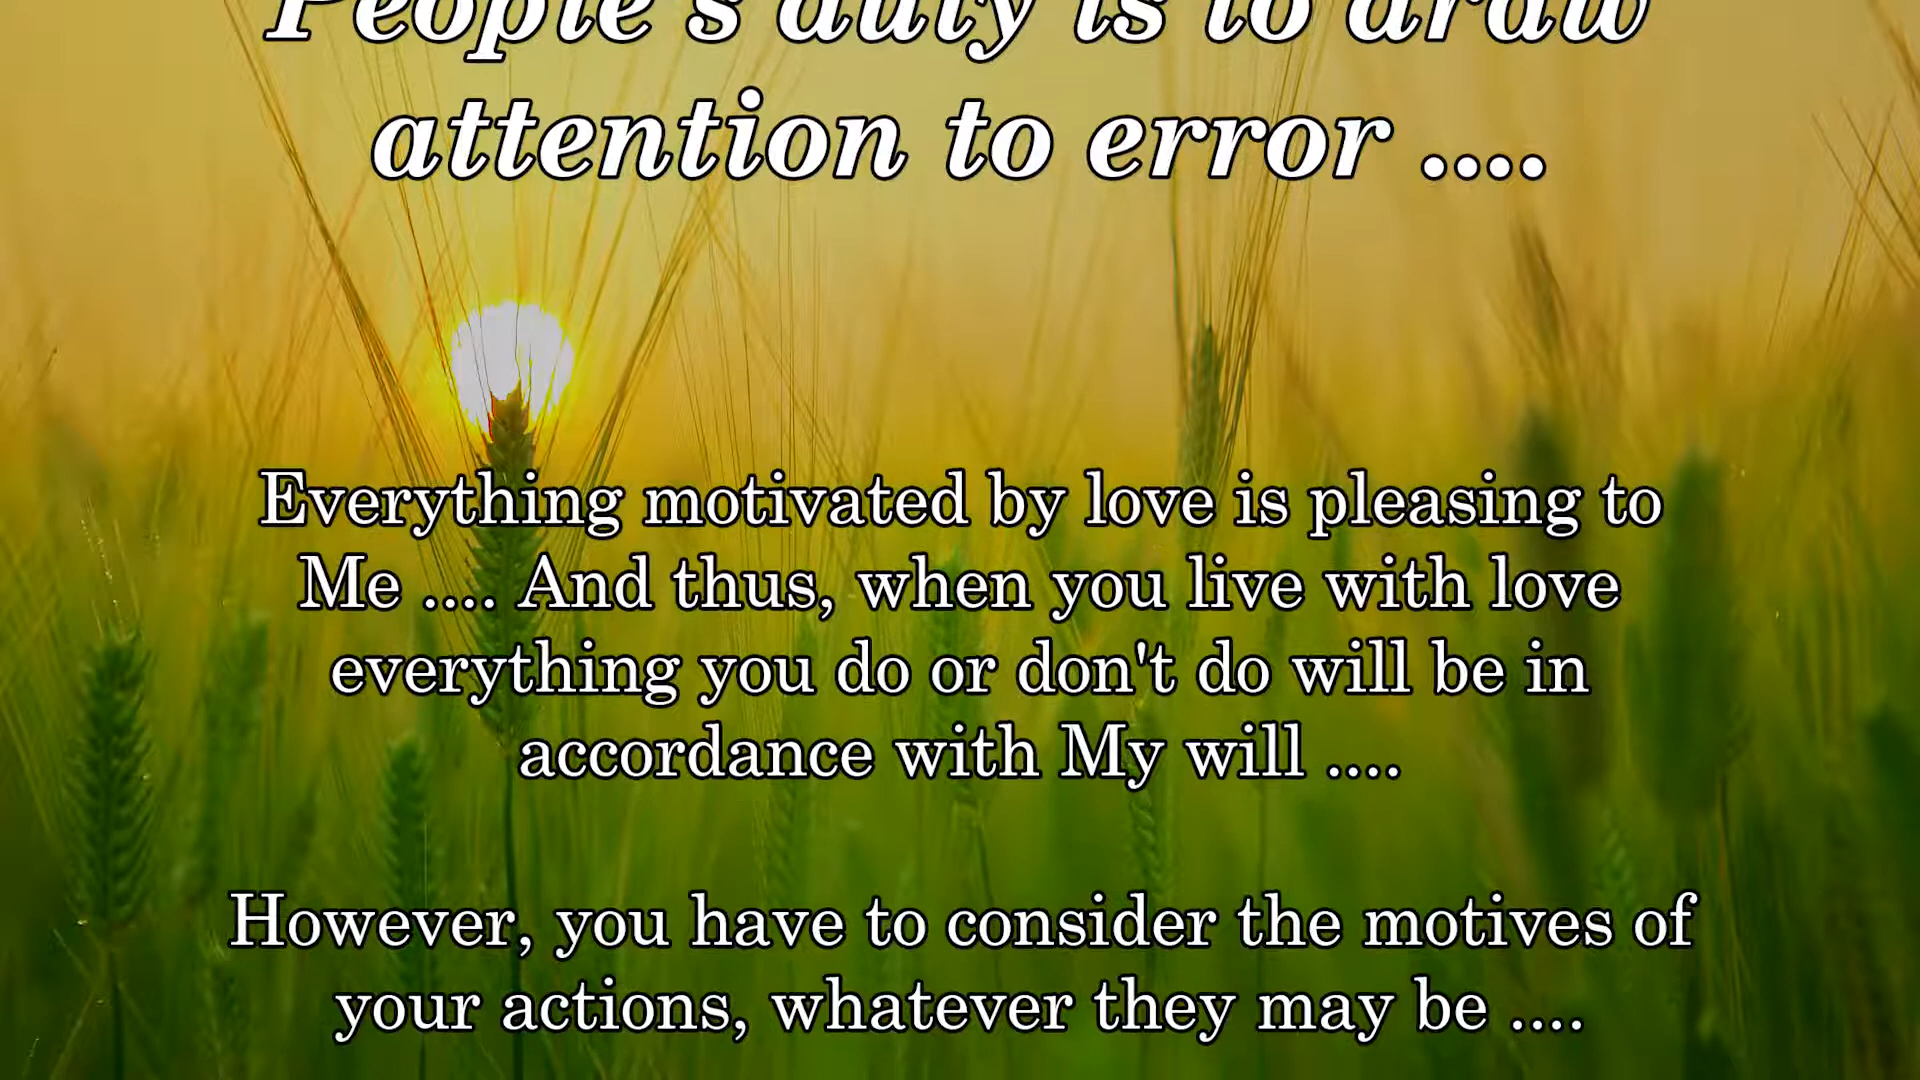 People's duty is to draw
attention to error ....
Everything motivated by love is pleasing to
Me .... And thus, when you live with love
everything you do or don't do will be in
accordance with My will ....
However, you have to consider the motives of
your actions, whatever they may be ....